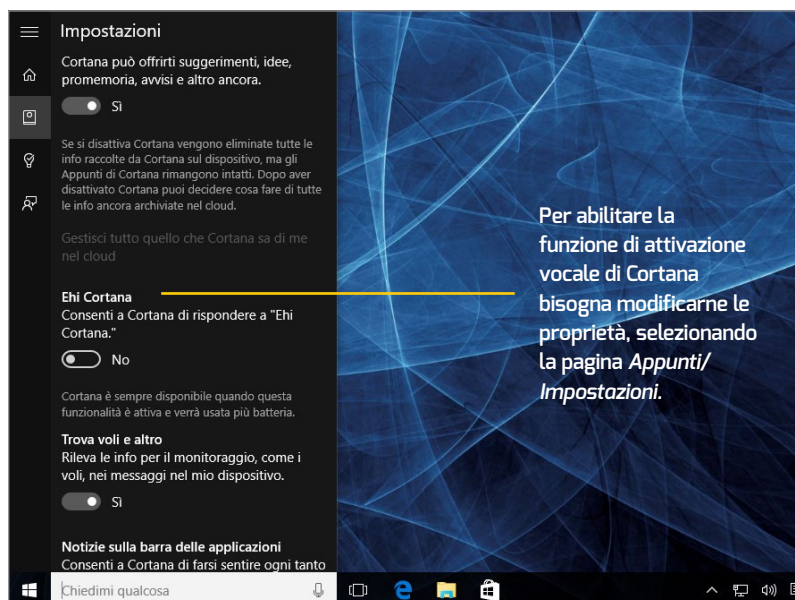 Impostazioni
Cortana può offrirti suggerimenti, idee,
promemoria, avvisi e altro ancora.
Sì
Se si disattiva Cortana vengono eliminate tutte le
info raccolte da Cortana sul dispositivo, ma gli
Appunti di Cortana rimangono intatti. Dopo aver
disattivato Cortana puoi decidere cosa fare di tutte
le info ancora archiviate nel cloud.
Gestisci tutto quello che Cortana sa di me
nel cloud
Ehi Cortana
Consenti a Cortana di rispondere a "Ehi
Cortana."
No
Cortana è sempre disponibile quando questa
funzionalità è attiva e verrà usata più batteria.
Trova voli e altro
Rileva le info per il monitoraggio, come i
voli, nei messaggi nel mio dispositivo.
Sì
Notizie sulla barra delle applicazioni
Consenti a Cortana di farsi sentire ogni tanto
Chiedimi qualcosa
Per abilitare la
funzione di attivazione
vocale di Cortana
bisogna modificarne le
proprietà, selezionando
la pagina Appunti/
Impostazioni.